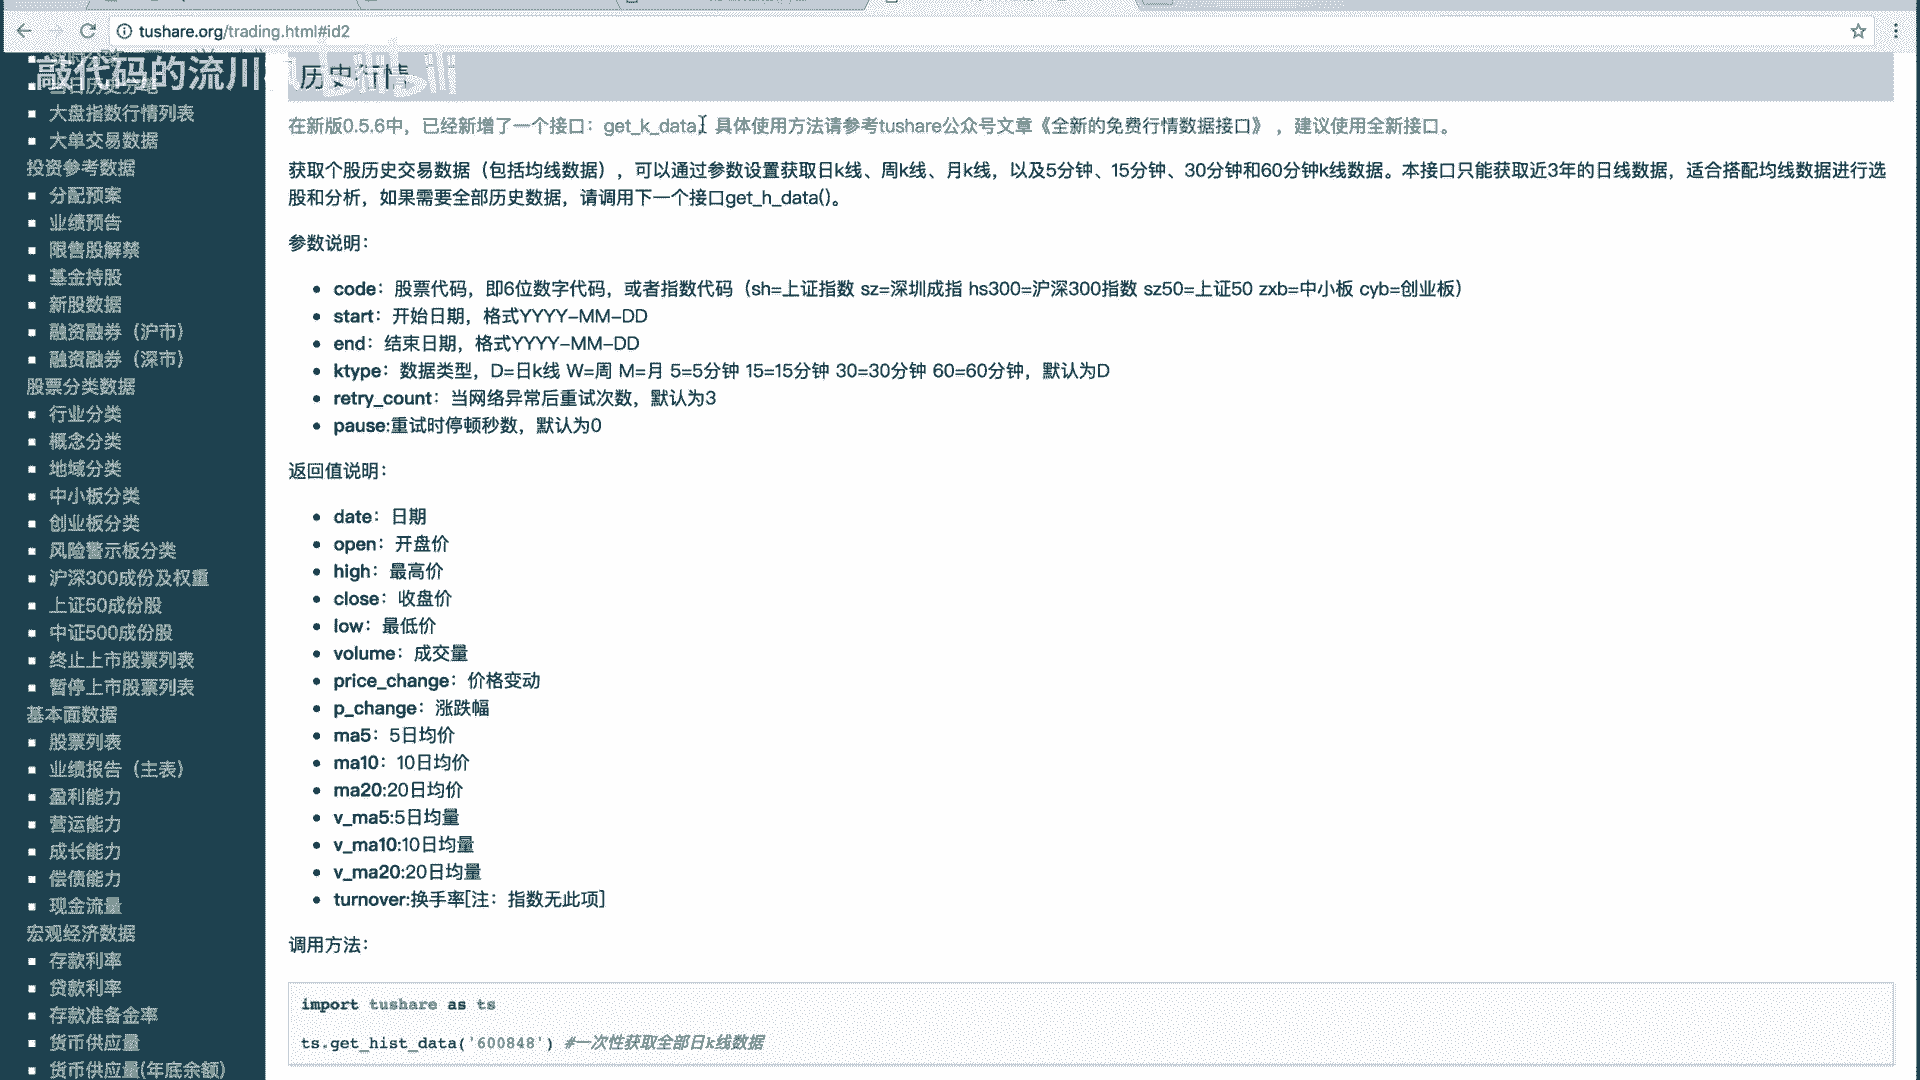 tushare.org/trading.html#id2
敲代码的流川
bilibili
当日历史分笔
大盘指数行情列表
大单交易数据
投资参考数据
分配预案
业绩预告
限售股解禁
基金持股
新股数据
融资融券（沪市）
融资融券（深市）
股票分类数据
行业分类
概念分类
地域分类
中小板分类
创业板分类
风险警示板分类
沪深300成份及权重
上证50成份股
中证500成份股
终止上市股票列表
暂停上市股票列表
基本面数据
股票列表
业绩报告（主表）
盈利能力
营运能力
成长能力
偿债能力
现金流量
宏观经济数据
存款利率
贷款利率
存款准备金率
货币供应量
货币供应量(年底余额)
历史行情
在新版0.5.6中，已经新增了一个接口：get_k_data，具体使用方法请参考tushare公众号文章《全新的免费行情数据接口》 ，建议使用全新接口。
获取个股历史交易数据（包括均线数据），可以通过参数设置获取日k线、周k线、月k线，以及5分钟、15分钟、30分钟和60分钟k线数据。本接口只能获取近3年的日线数据，适合搭配均线数据进行选
股和分析，如果需要全部历史数据，请调用下一个接口get_h_data()。
参数说明：
code：股票代码，即6位数字代码，或者指数代码（sh=上证指数 sz=深圳成指 hs300=沪深300指数 sz50=上证50 zxb=中小板 cyb=创业板）
start：开始日期，格式YYYY-MM-DD
end：结束日期，格式YYYY-MM-DD
ktype：数据类型，D=日k线 W=周 M=月 5=5分钟 15=15分钟 30=30分钟 60=60分钟，默认为D
retry_count：当网络异常后重试次数，默认为3
pause:重试时停顿秒数，默认为0
返回值说明：
date：日期
open：开盘价
high：最高价
close：收盘价
low：最低价
volume：成交量
price_change：价格变动
p_change：涨跌幅
ma5：5日均价
ma10：10日均价
ma20:20日均价
v_ma5:5日均量
v_ma10:10日均量
v_ma20:20日均量
turnover:换手率[注：指数无此项]
调用方法：
import tushare as ts
ts.get_hist_data('600848') #一次性获取全部日k线数据